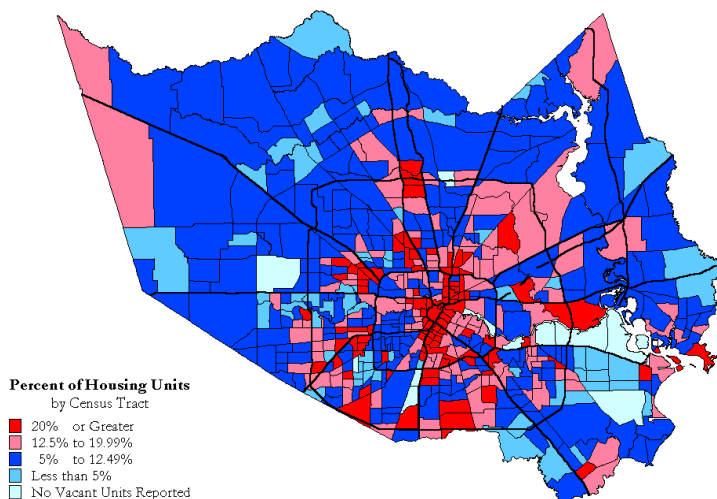 Percent of Housing Units
by Census Tract
20% or Greater
12.5% to 19.99%
5% to 12.49%
Less than 5%
No Vacant Units Reported